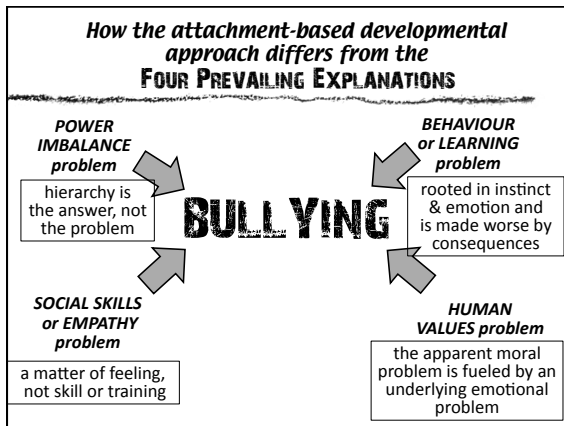 How the attachment-based developmental
approach differs from the
FOUR PREVAILING EXPLANATIONS
POWER
IMBALANCE
problem
hierarchy is
the answer, not
the problem
BEHAVIOUR
or LEARNING
problem
rooted in instinct
& emotion and
is made worse by
consequences
BULLYING
SOCIAL SKILLS
or EMPATHY
problem
a matter of feeling,
not skill or training
HUMAN
VALUES problem
the apparent moral
problem is fueled by an
underlying emotional
problem